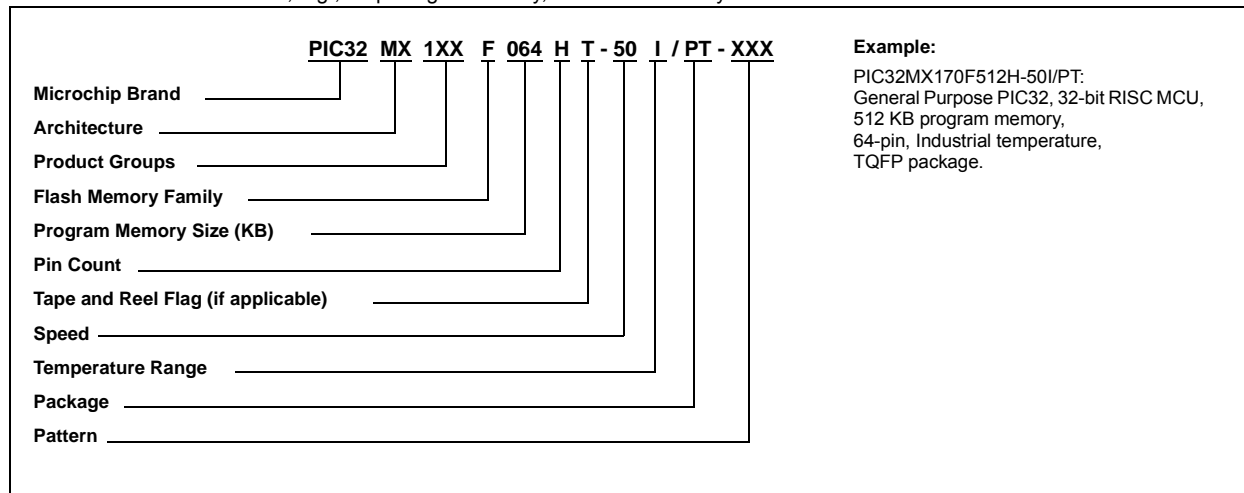 PIC32 MX 1XX F 064 H T - 50 I / PT - XXX
Microchip Brand
Architecture
Product Groups
Flash Memory Family
Program Memory Size (KB)
Pin Count
Tape and Reel Flag (if applicable)
Speed
Temperature Range
Package
Pattern
Example:
PIC32MX170F512H-50I/PT:
General Purpose PIC32, 32-bit RISC MCU,
512 KB program memory,
64-pin, Industrial temperature,
TQFP package.